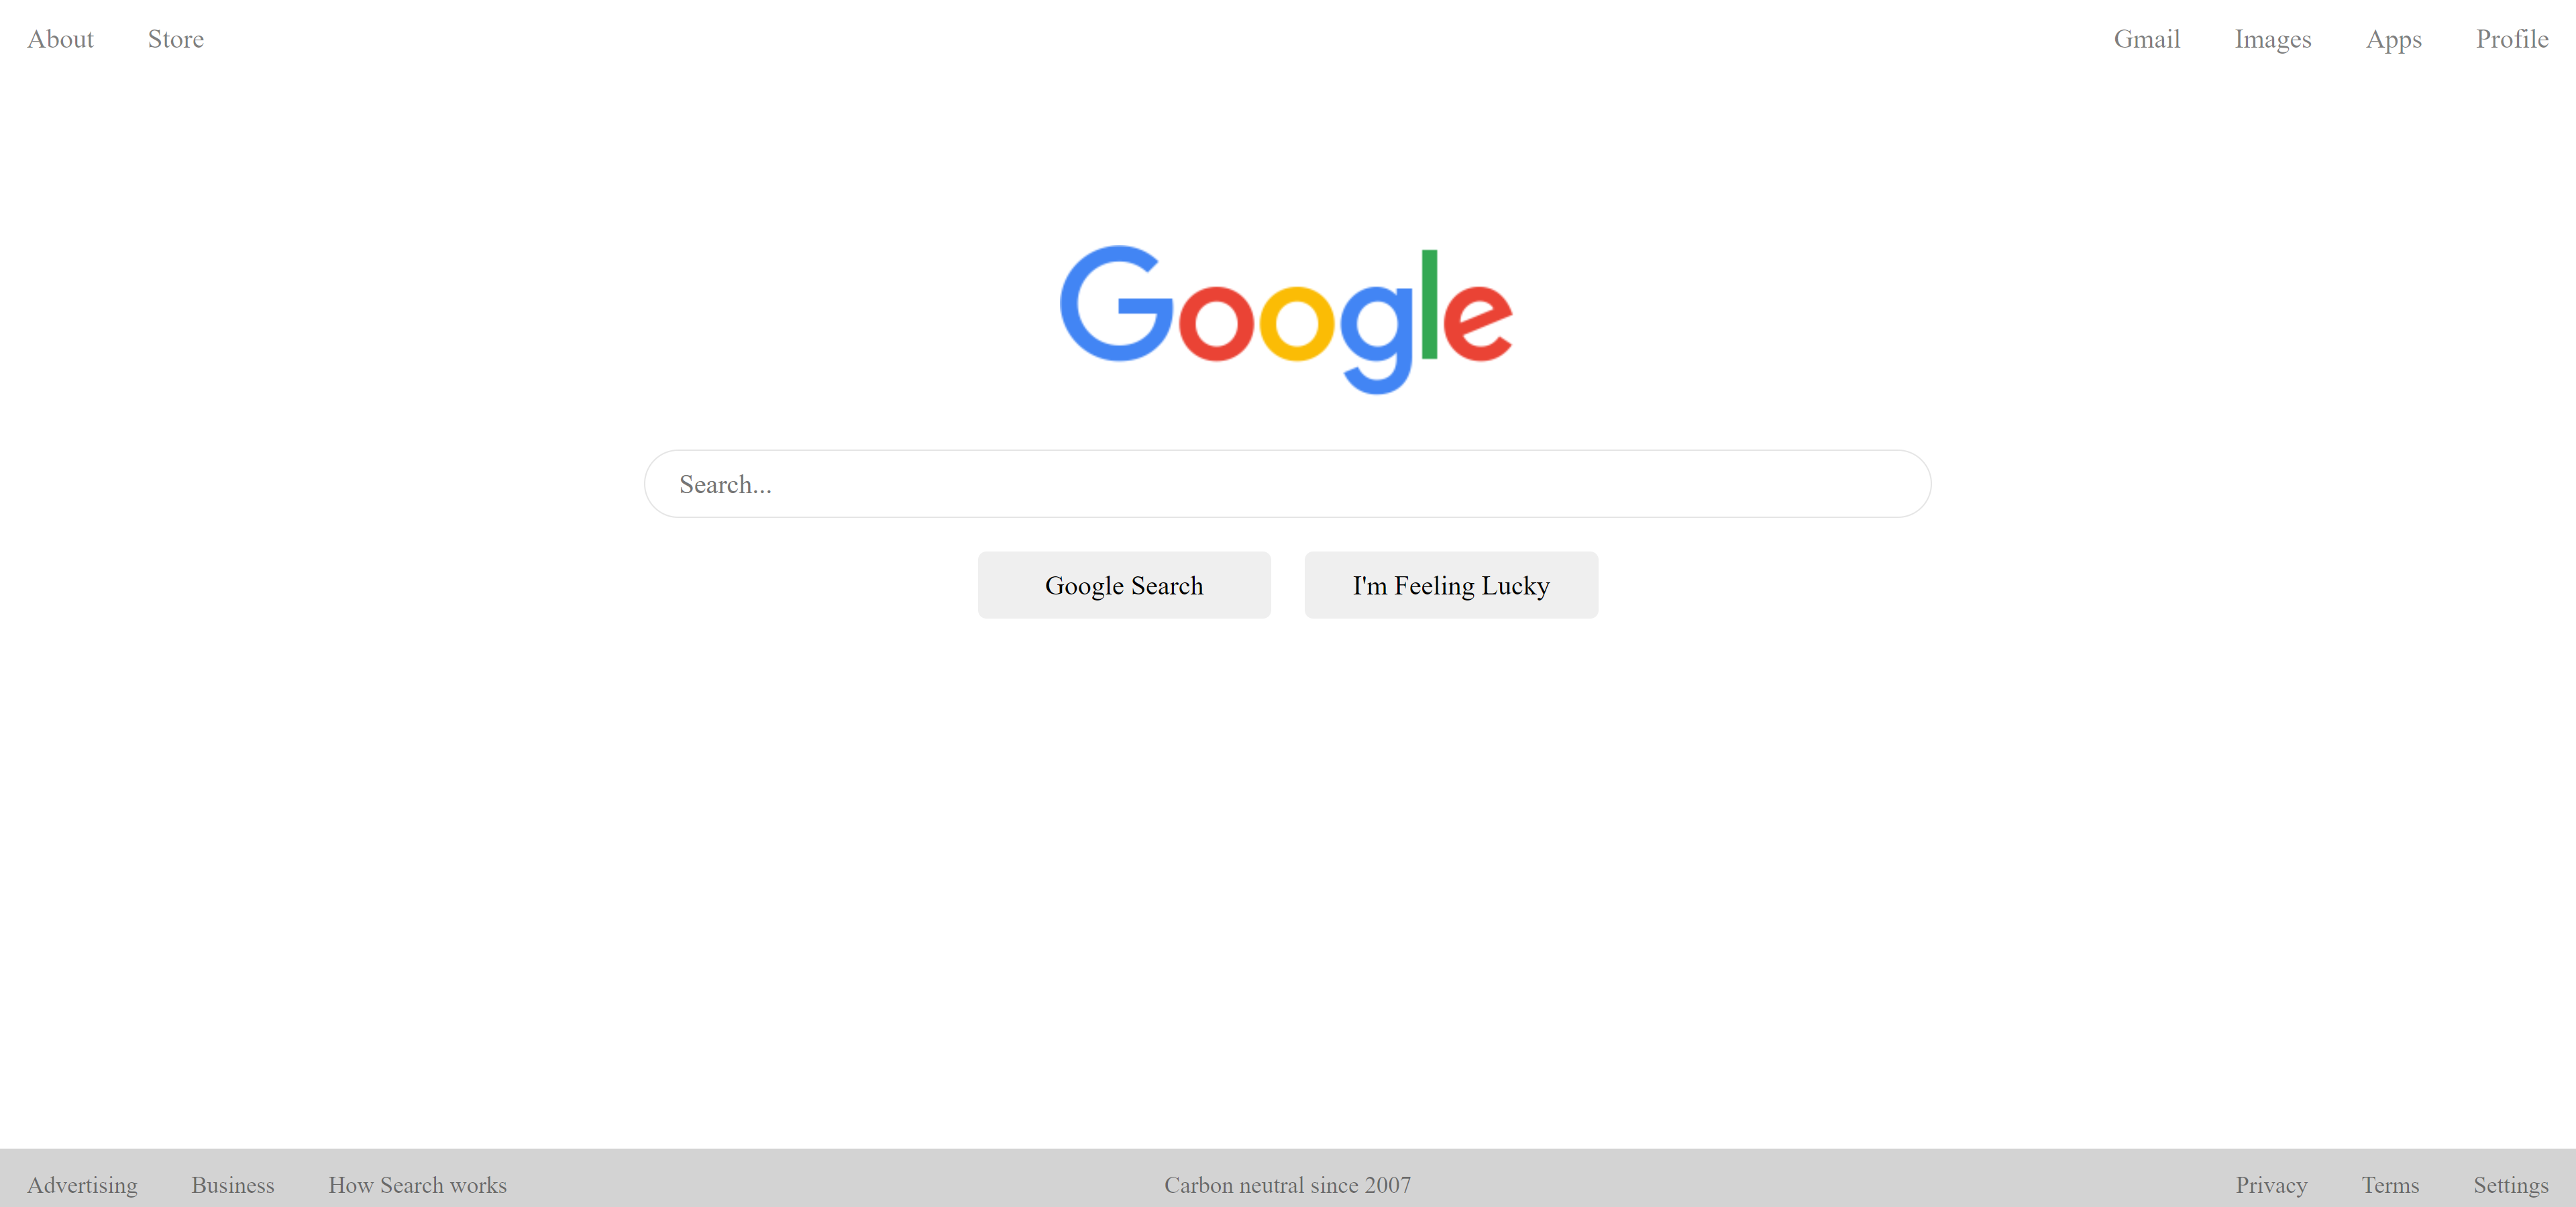 About Store Gmail Images Apps Profile
Google
Search...
Google Search I'm Feeling Lucky
Advertising Business How Search works Carbon neutral since 2007 Privacy Terms Settings